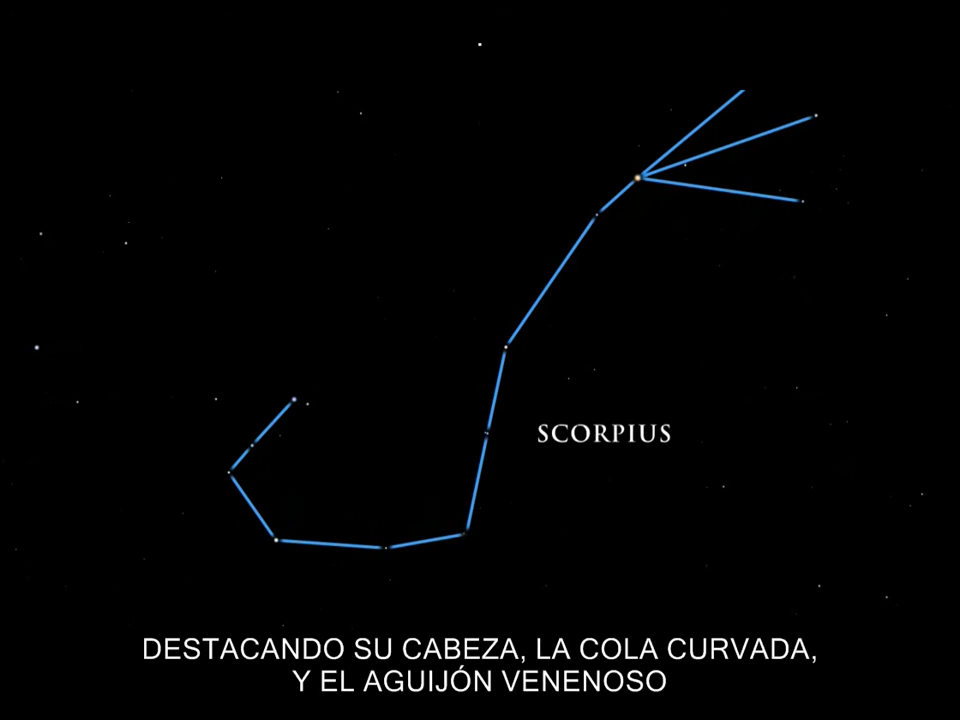 SCORPIUS
DESTACANDO SU CABEZA, LA COLA CURVADA,
Y EL AGUIJÓN VENENOSO